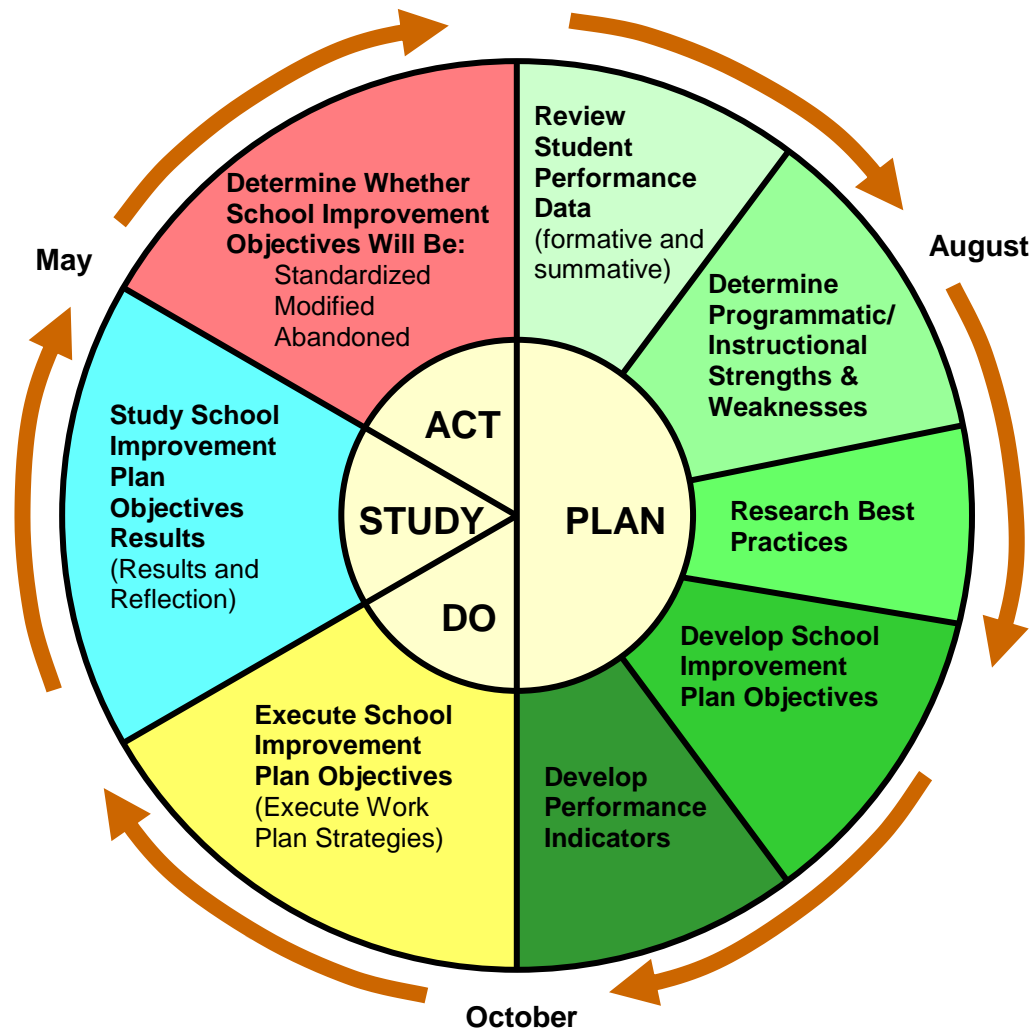 Review
Student
Performance
Data
(formative and
summative)
Determine
Programmatic/
Instructional
Strengths &
Weaknesses
Research Best
Practices
Develop School
Improvement
Plan Objectives
Develop
Performance
Indicators
Execute School
Improvement
Plan Objectives
(Execute Work
Plan Strategies)
Study School
Improvement
Plan
Objectives
Results
(Results and
Reflection)
Determine Whether
School Improvement
Objectives Will Be:
Standardized
Modified
Abandoned
PLAN
DO
STUDY
ACT
August
October
May